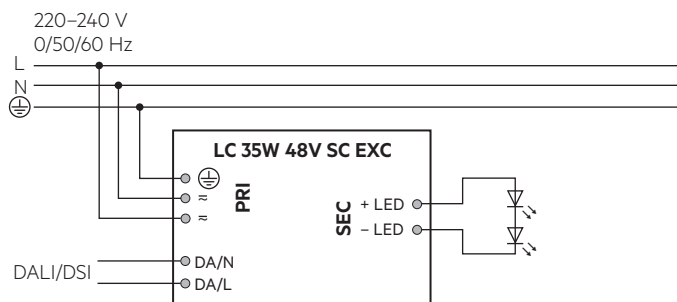 220–240 V
0/50/60 Hz
L
N
LC 35W 48V SC EXC
PRI
≂
≂
SEC
+ LED
– LED
DALI/DSI
DA/N
DA/L